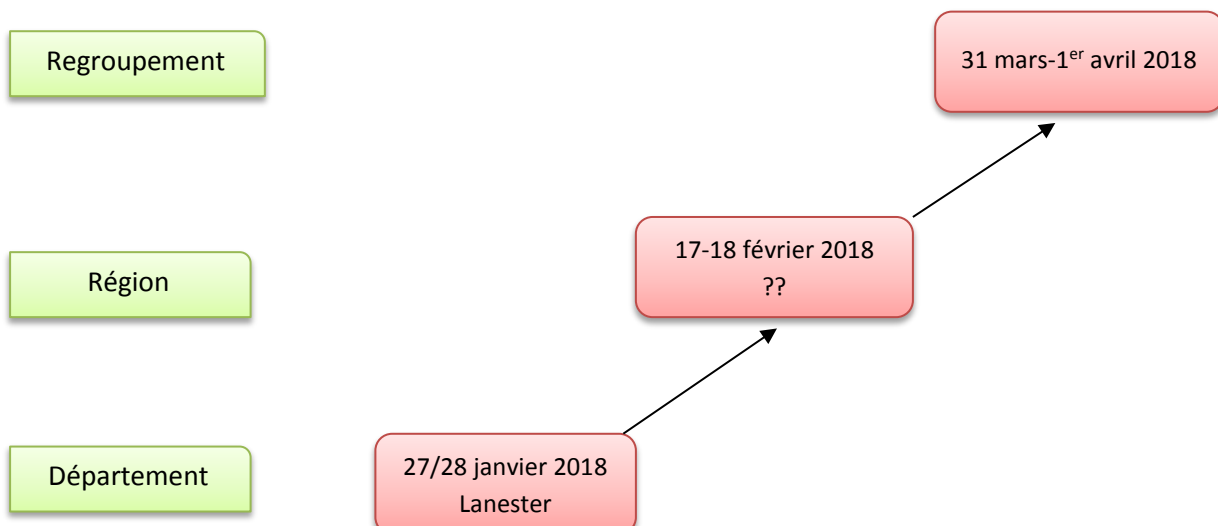 Regroupement
31 mars-1er avril 2018
Région
17-18 février 2018
??
Département
27/28 janvier 2018
Lanester